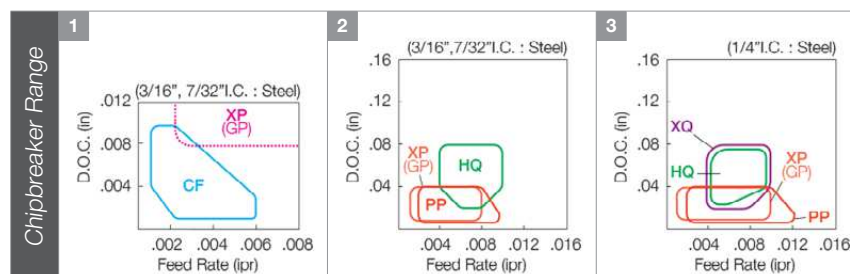 Chipbreaker Range
1
(3/16", 7/32"I.C. : Steel)
D.O.C. (in)
.012
.008
.004
XP
(GP)
CF
.002 .004 .006 .008
Feed Rate (ipr)
2
(3/16",7/32"I.C. : Steel)
D.O.C. (in)
.16
.12
.08
.04
XP
(GP)
HQ
PP
.004 .008 .012 .016
Feed Rate (ipr)
3
(1/4"I.C. : Steel)
D.O.C. (in)
.16
.12
.08
.04
XQ
HQ
XP
(GP)
PP
.004 .008 .012 .016
Feed Rate (ipr)